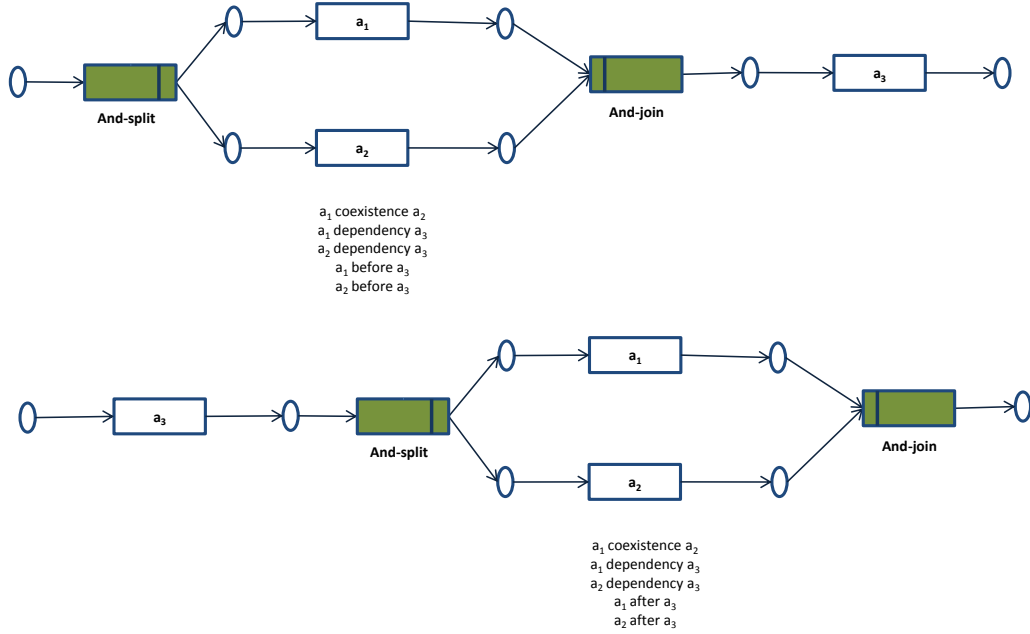 a₁
And-split
And-join
a₃
a₂
a₁ coexistence a₂
a₁ dependency a₃
a₂ dependency a₃
a₁ before a₃
a₂ before a₃
a₁
a₃
And-split
And-join
a₂
a₁ coexistence a₂
a₁ dependency a₃
a₂ dependency a₃
a₁ after a₃
a₂ after a₃